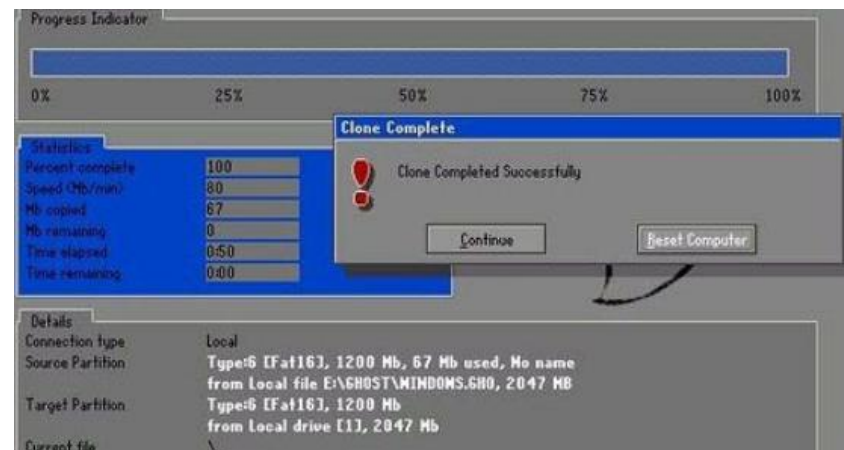 Progress Indicator
0% 25% 50% 75% 100%
Clone Complete
Statistics
Percent complete 100
Clone Completed Successfully
Speed (Mb/min) 80
Mb copied 67
Mb remaining 0
Continue Reset Computer
Time elapsed 0:50
Time remaining 0:00
Details
Connection type Local
Source Partition Type:6 [Fat16], 1200 Mb, 67 Mb used, No name
from Local file E:\GHOST\WINDOWS.GHO, 2047 MB
Target Partition Type:6 [Fat16], 1200 Mb
from Local drive [1], 2047 Mb
Current file \